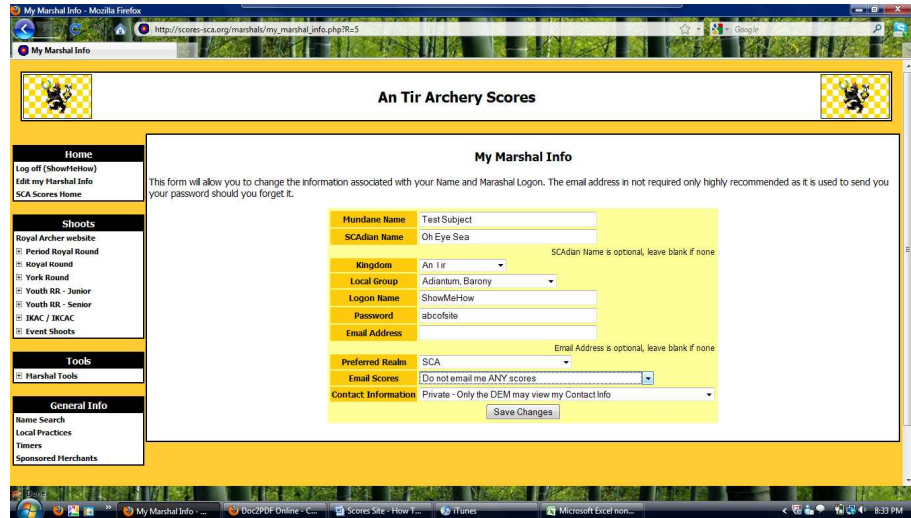 My Marshal Info - Mozilla Firefox
http://scores-sca.org/marshals/my_marshal_info.php?R=5
Google
My Marshal Info
An Tir Archery Scores
Home
Log off (ShowMeHow)
Edit my Marshal Info
SCA Scores Home
Shoots
Royal Archer website
Period Royal Round
Royal Round
York Round
Youth RR - Junior
Youth RR - Senior
IKAC / IKCAC
Event Shoots
Tools
Marshal Tools
General Info
Name Search
Local Practices
Timers
Sponsored Merchants
My Marshal Info
This form will allow you to change the information associated with your Name and Marashal Logon. The email address in not required only highly recommended as it is used to send you
your password should you forget it.
Mundane Name Test Subject
SCAdian Name Oh Eye Sea
SCAdian Name is optional, leave blank if none
Kingdom An Tir
Local Group Adiantum, Barony
Logon Name ShowMeHow
Password abcofsite
Email Address
Email Address is optional, leave blank if none
Preferred Realm SCA
Email Scores Do not email me ANY scores
Contact Information Private - Only the DEM may view my Contact Info
Save Changes
Done
My Marshal Info - ... Doc2PDF Online - C... Scores Site - How T... iTunes Microsoft Excel non... 8:33 PM